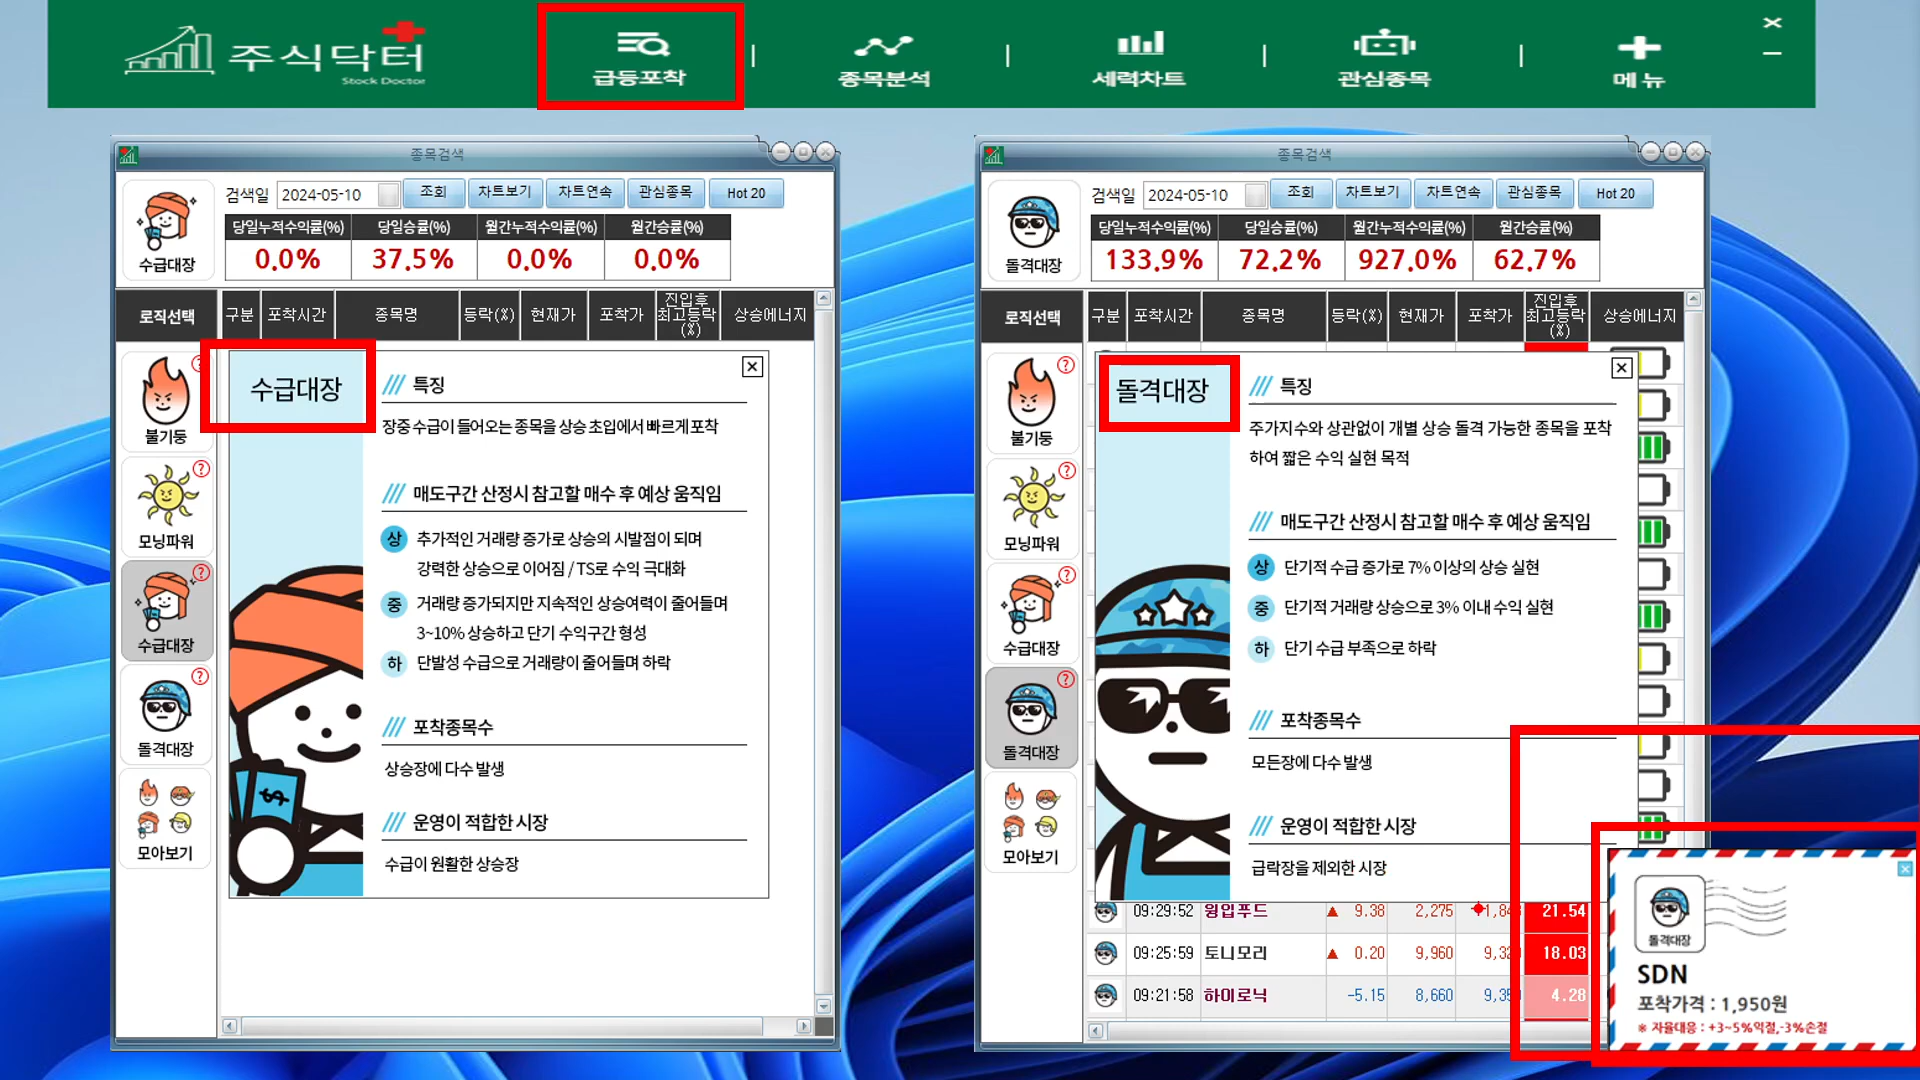 주식닥터
Stock Doctor
급등포착
종목분석
세력차트
관심종목
메뉴
종목검색
수급대장
검색일 2024-05-10 조회 차트보기 차트연속 관심종목 Hot 20
당일누적수익률(%) 당일승률(%) 월간누적수익률(%) 월간승률(%)
0.0% 37.5% 0.0% 0.0%
로직선택 구분 포착시간 종목명 등락(%) 현재가 포착가 진입후 최고등락 (%) 상승에너지
불기둥
모닝파워
수급대장
돌격대장
모아보기
수급대장
/// 특징
장중 수급이 들어오는 종목을 상승 초입에서 빠르게 포착
/// 매도구간 산정시 참고할 매수 후 예상 움직임
상 추가적인 거래량 증가로 상승의 시발점이 되며
강력한 상승으로 이어짐 / TS로 수익 극대화
중 거래량 증가되지만 지속적인 상승여력이 줄어들며
3~10% 상승하고 단기 수익구간 형성
하 단발성 수급으로 거래량이 줄어들며 하락
/// 포착종목수
상승장에 다수 발생
/// 운영이 적합한 시장
수급이 원활한 상승장
종목검색
돌격대장
검색일 2024-05-10 조회 차트보기 차트연속 관심종목 Hot 20
당일누적수익률(%) 당일승률(%) 월간누적수익률(%) 월간승률(%)
133.9% 72.2% 927.0% 62.7%
로직선택 구분 포착시간 종목명 등락(%) 현재가 포착가 진입후 최고등락 (%) 상승에너지
불기둥
모닝파워
수급대장
돌격대장
모아보기
돌격대장
/// 특징
주가지수와 상관없이 개별 상승 돌격 가능한 종목을 포착
하여 짧은 수익 실현 목적
/// 매도구간 산정시 참고할 매수 후 예상 움직임
상 단기적 수급 증가로 7% 이상의 상승 실현
중 단기적 거래량 상승으로 3% 이내 수익 실현
하 단기 수급 부족으로 하락
/// 포착종목수
모든장에 다수 발생
/// 운영이 적합한 시장
급락장을 제외한 시장
09:29:52 윙입푸드 ▲ 9.38 2,275 21.54
09:25:59 토니모리 ▲ 0.20 9,960 18.03
09:21:58 하이로닉 -5.15 8,660 4.28
돌격대장
SDN
포착가격 : 1,950원
※ 자율대응 : +3~5%익절,-3%손절